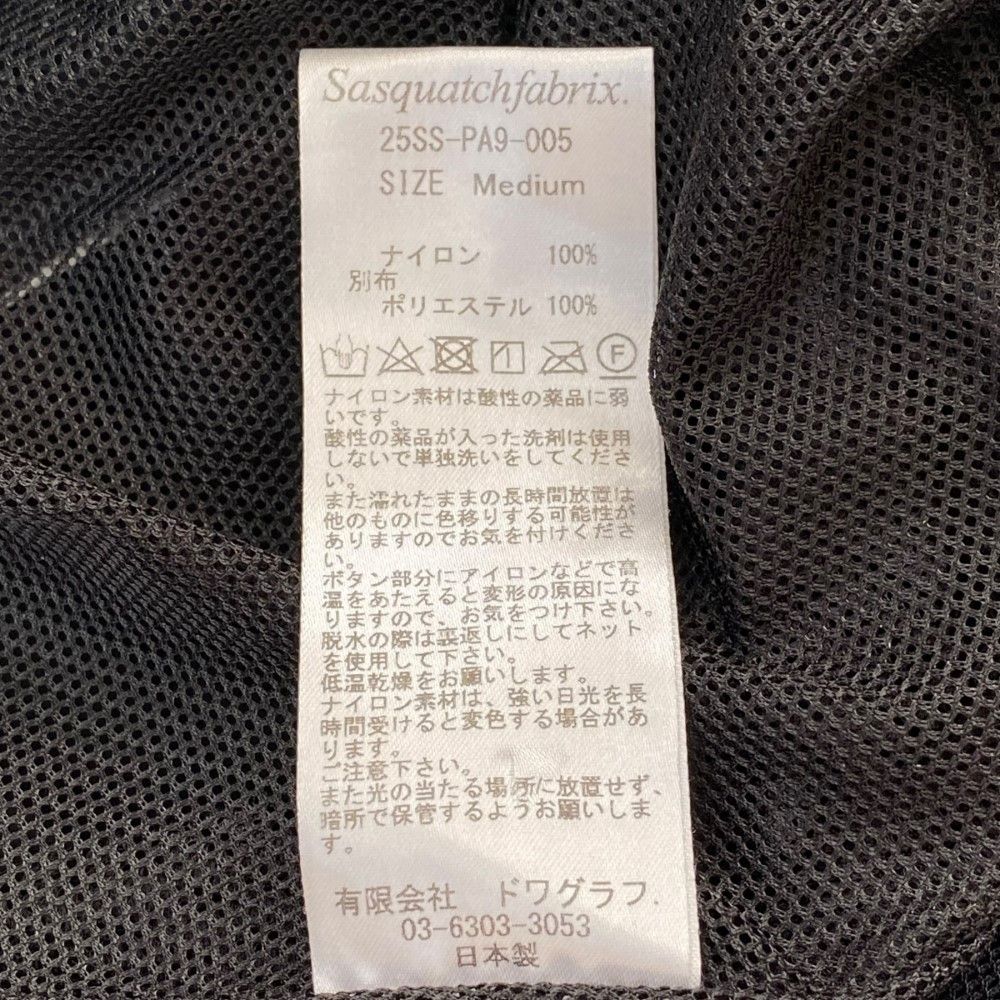 Sasquatchfabrix.
25SS-PA9-005
SIZE Medium
ナイロン 100%
別布
ポリエステル 100%
F
ナイロン素材は酸性の薬品に弱
いです。
酸性の薬品が入った洗剤は使用
しないで単独洗いをしてくださ
い。
また濡れたままの長時間放置は
他のものに色移りする可能性が
ありますのでお気を付けくださ
い。
ボタン部分にアイロンなどで高
温をあたえると変形の原因にな
りますので、お気をつけ下さい。
脱水の際は裏返しにしてネット
を使用して下さい。
低温乾燥をお願いします。
ナイロン素材は、強い日光を長
時間受けると変色する場合があ
ります。
ご注意下さい。
また光の当たる場所に放置せず、
暗所で保管するようお願いしま
す。
有限会社 ドワグラフ.
03-6303-3053
日本製